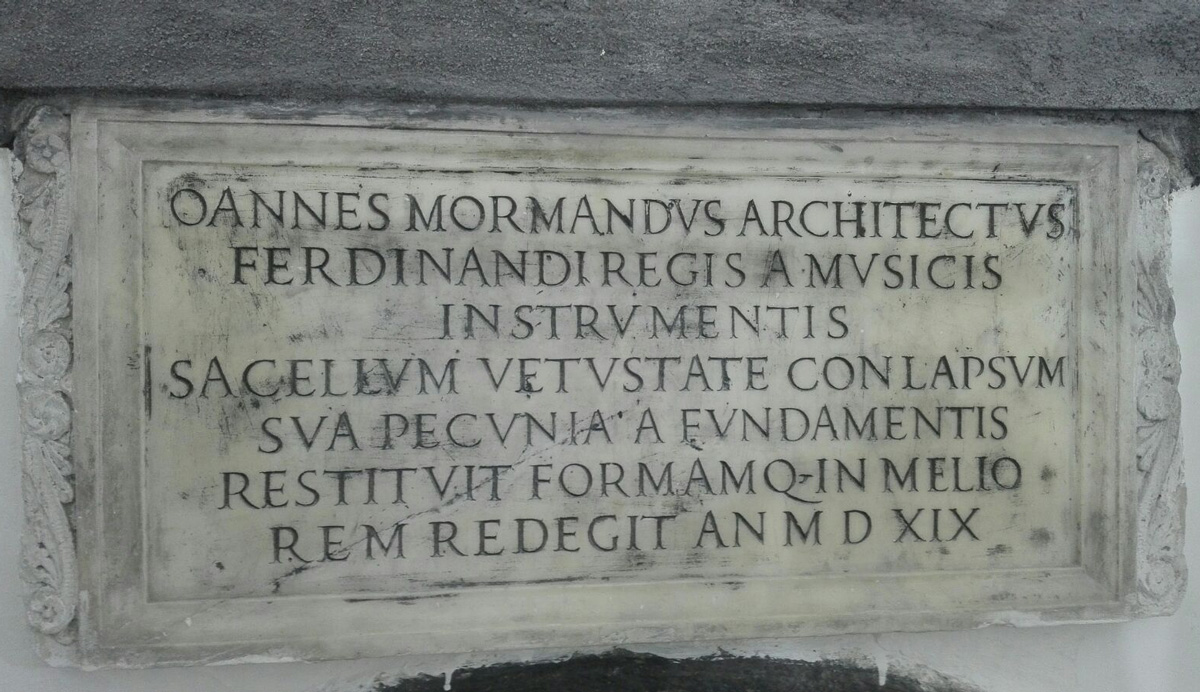 OANNES MORMANDVS ARCHITECTVS
FERDINANDI REGIS A MVSICIS
INSTRVMENTIS
SACELLVM VETVSTATE CONLAPSVM
SVA PECVNIA A FVNDAMENTIS
RESTITVIT FORMAMQ-IN MELIO
REM REDEGIT AN M D XIX